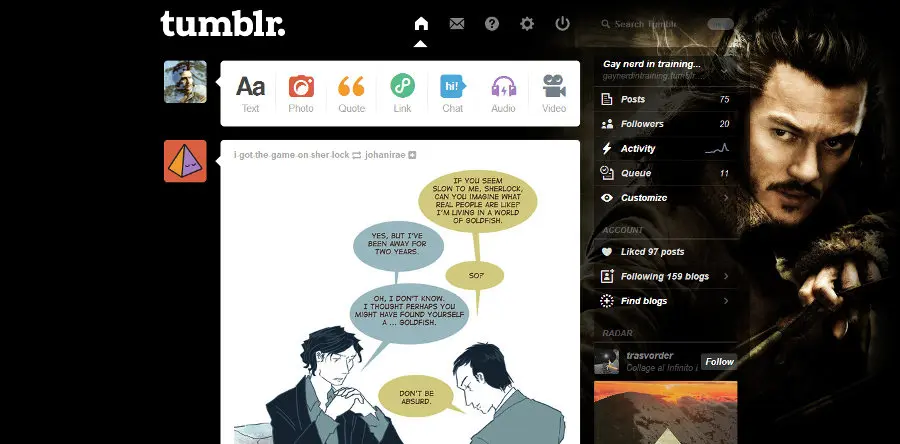 tumblr.
Search Tumblr
Aa
hi!
Text
Photo
Quote
Link
Chat
Audio
Video
i got the game on sher lock johanirae
IF YOU SEEM
SLOW TO ME, SHERLOCK,
CAN YOU IMAGINE WHAT
REAL PEOPLE ARE LIKE?
I'M LIVING IN A WORLD
OF GOLDFISH.
YES, BUT I'VE
BEEN AWAY FOR
TWO YEARS.
SO?
OH, I DON'T KNOW.
I THOUGHT PERHAPS YOU
MIGHT HAVE FOUND YOURSELF
A ... GOLDFISH.
DON'T BE
ABSURD.
Gay nerd in training...
gaynerdintraining.tumblr....
Posts 75
Followers 20
Activity
Queue 11
Customize
ACCOUNT
Liked 97 posts
Following 159 blogs
Find blogs
RADAR
trasvorder
Follow
Collage al Infinito